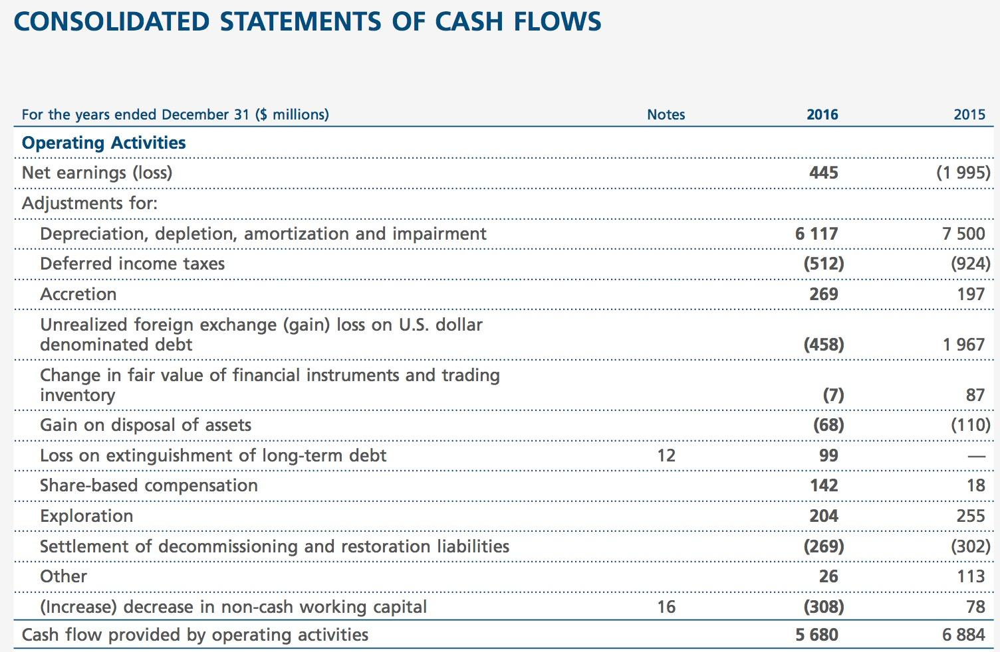 CONSOLIDATED STATEMENTS OF CASH FLOWS
For the years ended December 31 ($ millions) Notes 2016 2015
Operating Activities
Net earnings (loss) 445 (1 995)
Adjustments for:
Depreciation, depletion, amortization and impairment 6 117 7 500
Deferred income taxes (512) (924)
Accretion 269 197
Unrealized foreign exchange (gain) loss on U.S. dollar
denominated debt (458) 1 967
Change in fair value of financial instruments and trading
inventory (7) 87
Gain on disposal of assets (68) (110)
Loss on extinguishment of long-term debt 12 99 —
Share-based compensation 142 18
Exploration 204 255
Settlement of decommissioning and restoration liabilities (269) (302)
Other 26 113
(Increase) decrease in non-cash working capital 16 (308) 78
Cash flow provided by operating activities 5 680 6 884